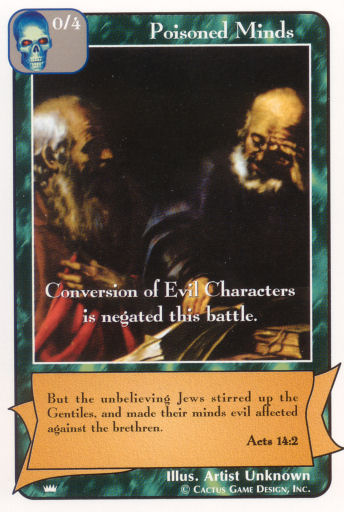 0/4
Poisoned Minds
Conversion of Evil Characters
is negated this battle.
But the unbelieving Jews stirred up the
Gentiles, and made their minds evil affected
against the brethren.
Acts 14:2
Illus. Artist Unknown
© Cactus Game Design, Inc.